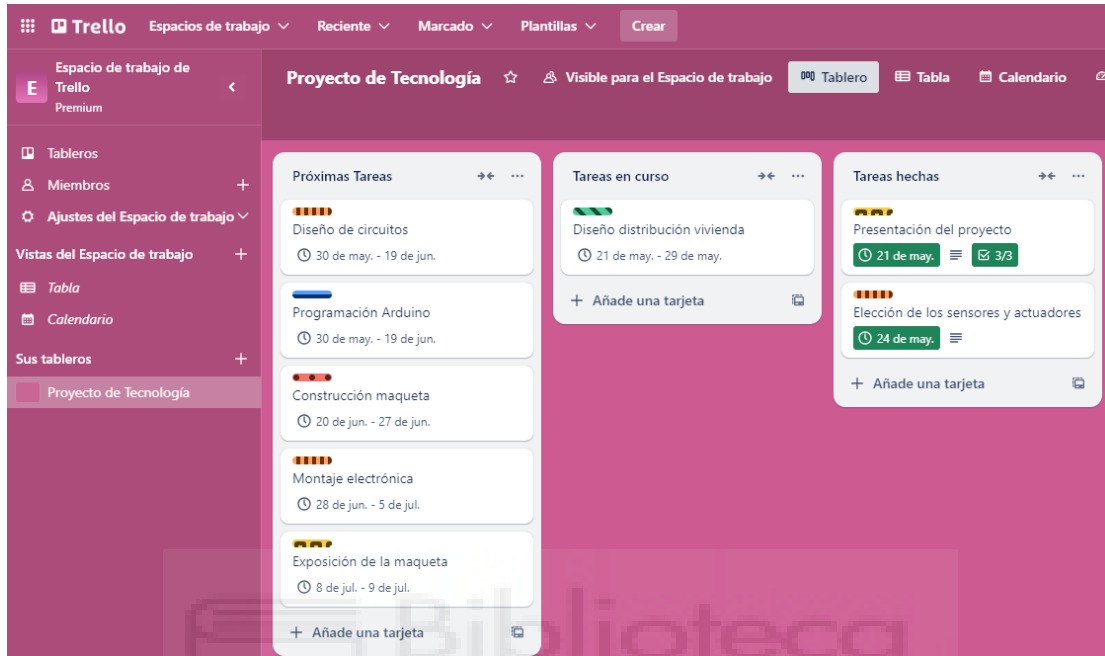 Trello
Espacios de trabajo
Reciente
Marcado
Plantillas
Crear
E
Espacio de trabajo de
Trello
Premium
Tableros
Miembros
Ajustes del Espacio de trabajo
Vistas del Espacio de trabajo
Tabla
Calendario
Sus tableros
Proyecto de Tecnología
Proyecto de Tecnología
Visible para el Espacio de trabajo
Tablero
Tabla
Calendario
Próximas Tareas
Diseño de circuitos
30 de may. - 19 de jun.
Programación Arduino
30 de may. - 19 de jun.
Construcción maqueta
20 de jun. - 27 de jun.
Montaje electrónica
28 de jun. - 5 de jul.
Exposición de la maqueta
8 de jul. - 9 de jul.
+ Añade una tarjeta
Tareas en curso
Diseño distribución vivienda
21 de may. - 29 de may.
+ Añade una tarjeta
Tareas hechas
Presentación del proyecto
21 de may.
3/3
Elección de los sensores y actuadores
24 de may.
+ Añade una tarjeta
Biblioteca